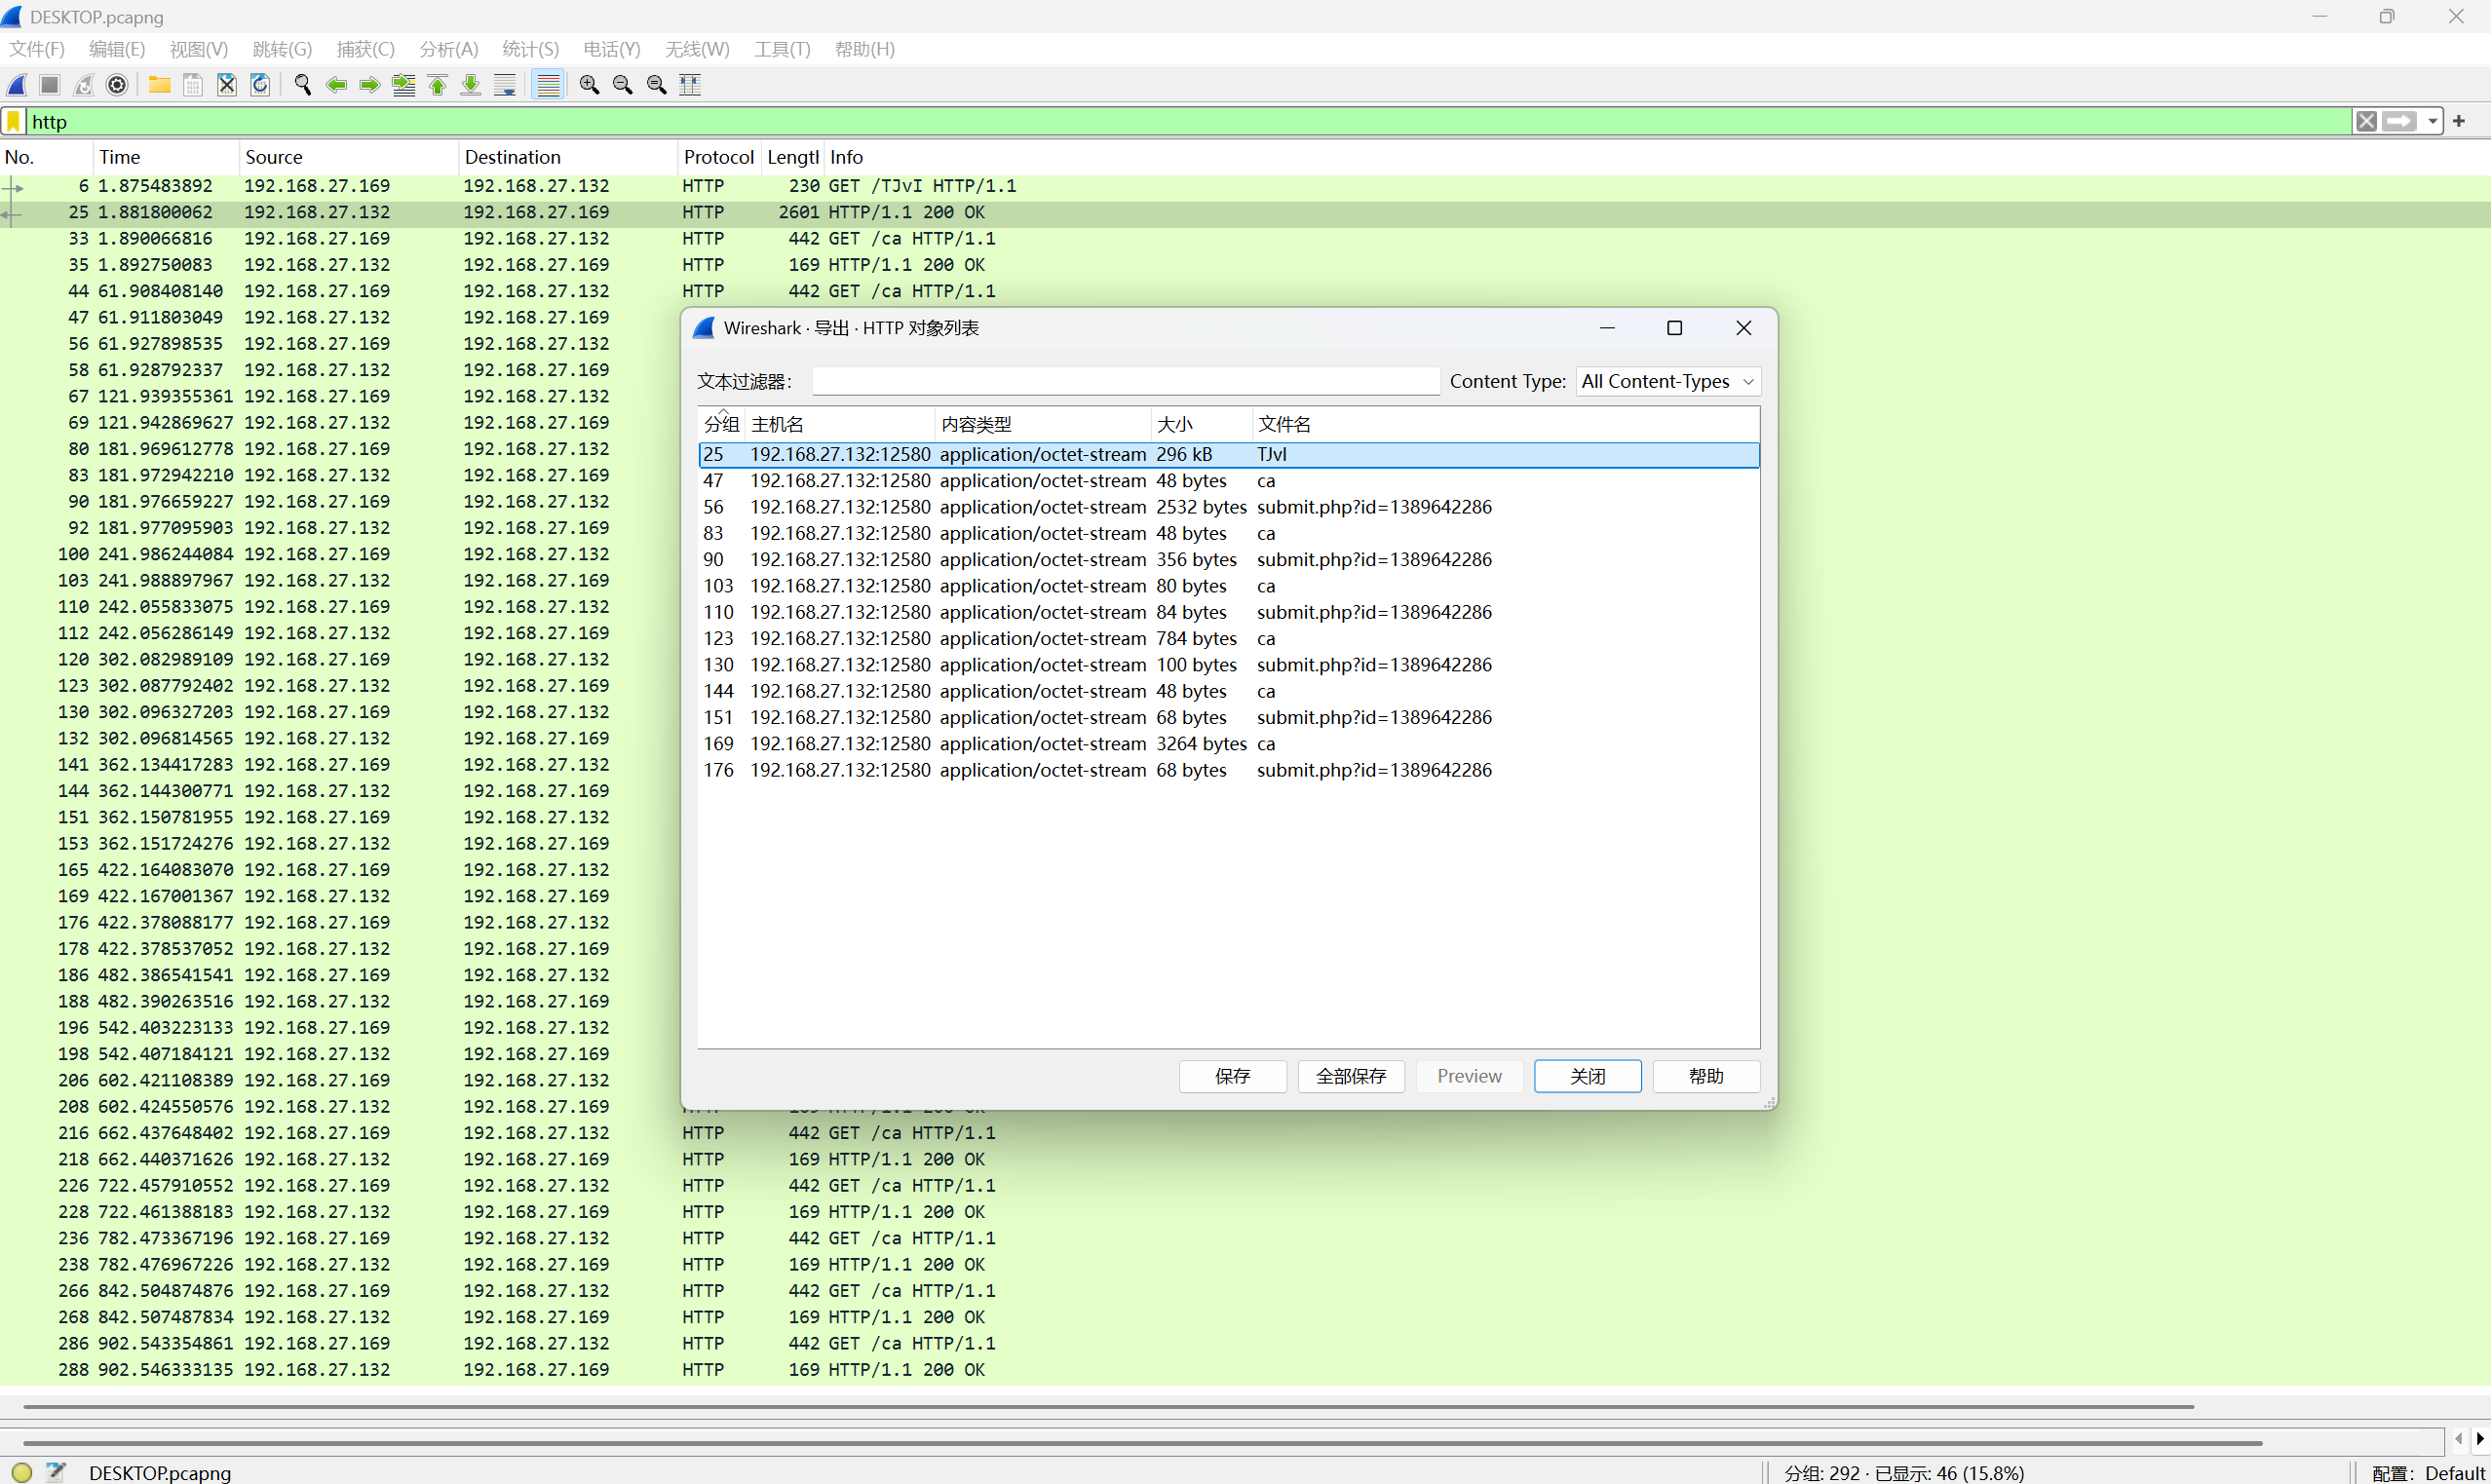 DESKTOP.pcapng
文件(F) 编辑(E) 视图(V) 跳转(G) 捕获(C) 分析(A) 统计(S) 电话(Y) 无线(W) 工具(T) 帮助(H)
http
No. Time Source Destination Protocol Lengtl Info
6 1.875483892 192.168.27.169 192.168.27.132 HTTP 230 GET /TJvI HTTP/1.1
25 1.881800062 192.168.27.132 192.168.27.169 HTTP 2601 HTTP/1.1 200 OK
33 1.890066816 192.168.27.169 192.168.27.132 HTTP 442 GET /ca HTTP/1.1
35 1.892750083 192.168.27.132 192.168.27.169 HTTP 169 HTTP/1.1 200 OK
44 61.908408140 192.168.27.169 192.168.27.132 HTTP 442 GET /ca HTTP/1.1
47 61.911803049 192.168.27.132 192.168.27.169
56 61.927898535 192.168.27.169 192.168.27.132
58 61.928792337 192.168.27.132 192.168.27.169
67 121.939355361 192.168.27.169 192.168.27.132
69 121.942869627 192.168.27.132 192.168.27.169
80 181.969612778 192.168.27.169 192.168.27.132
83 181.972942210 192.168.27.132 192.168.27.169
90 181.976659227 192.168.27.169 192.168.27.132
92 181.977095903 192.168.27.132 192.168.27.169
100 241.986244084 192.168.27.169 192.168.27.132
103 241.988897967 192.168.27.132 192.168.27.169
110 242.055833075 192.168.27.169 192.168.27.132
112 242.056286149 192.168.27.132 192.168.27.169
120 302.082989109 192.168.27.169 192.168.27.132
123 302.087792402 192.168.27.132 192.168.27.169
130 302.096327203 192.168.27.169 192.168.27.132
132 302.096814565 192.168.27.132 192.168.27.169
141 362.134417283 192.168.27.169 192.168.27.132
144 362.144300771 192.168.27.132 192.168.27.169
151 362.150781955 192.168.27.169 192.168.27.132
153 362.151724276 192.168.27.132 192.168.27.169
165 422.164083070 192.168.27.169 192.168.27.132
169 422.167001367 192.168.27.132 192.168.27.169
176 422.378088177 192.168.27.169 192.168.27.132
178 422.378537052 192.168.27.132 192.168.27.169
186 482.386541541 192.168.27.169 192.168.27.132
188 482.390263516 192.168.27.132 192.168.27.169
196 542.403223133 192.168.27.169 192.168.27.132
198 542.407184121 192.168.27.132 192.168.27.169
206 602.421108389 192.168.27.169 192.168.27.132
208 602.424550576 192.168.27.132 192.168.27.169
216 662.437648402 192.168.27.169 192.168.27.132 HTTP 442 GET /ca HTTP/1.1
218 662.440371626 192.168.27.132 192.168.27.169 HTTP 169 HTTP/1.1 200 OK
226 722.457910552 192.168.27.169 192.168.27.132 HTTP 442 GET /ca HTTP/1.1
228 722.461388183 192.168.27.132 192.168.27.169 HTTP 169 HTTP/1.1 200 OK
236 782.473367196 192.168.27.169 192.168.27.132 HTTP 442 GET /ca HTTP/1.1
238 782.476967226 192.168.27.132 192.168.27.169 HTTP 169 HTTP/1.1 200 OK
266 842.504874876 192.168.27.169 192.168.27.132 HTTP 442 GET /ca HTTP/1.1
268 842.507487834 192.168.27.132 192.168.27.169 HTTP 169 HTTP/1.1 200 OK
286 902.543354861 192.168.27.169 192.168.27.132 HTTP 442 GET /ca HTTP/1.1
288 902.546333135 192.168.27.132 192.168.27.169 HTTP 169 HTTP/1.1 200 OK
Wireshark · 导出 · HTTP 对象列表
文本过滤器: Content Type: All Content-Types
分组 主机名 内容类型 大小 文件名
25 192.168.27.132:12580 application/octet-stream 296 kB TJvI
47 192.168.27.132:12580 application/octet-stream 48 bytes ca
56 192.168.27.132:12580 application/octet-stream 2532 bytes submit.php?id=1389642286
83 192.168.27.132:12580 application/octet-stream 48 bytes ca
90 192.168.27.132:12580 application/octet-stream 356 bytes submit.php?id=1389642286
103 192.168.27.132:12580 application/octet-stream 80 bytes ca
110 192.168.27.132:12580 application/octet-stream 84 bytes submit.php?id=1389642286
123 192.168.27.132:12580 application/octet-stream 784 bytes ca
130 192.168.27.132:12580 application/octet-stream 100 bytes submit.php?id=1389642286
144 192.168.27.132:12580 application/octet-stream 48 bytes ca
151 192.168.27.132:12580 application/octet-stream 68 bytes submit.php?id=1389642286
169 192.168.27.132:12580 application/octet-stream 3264 bytes ca
176 192.168.27.132:12580 application/octet-stream 68 bytes submit.php?id=1389642286
保存 全部保存 Preview 关闭 帮助
DESKTOP.pcapng 分组: 292 · 已显示: 46 (15.8%) 配置: Default